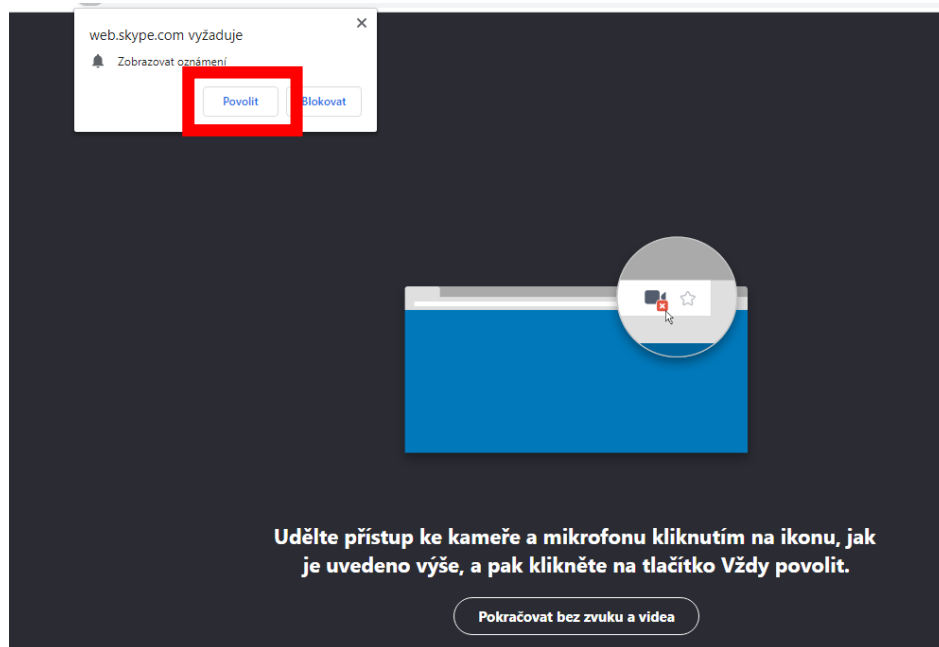 web.skype.com vyžaduje
Zobrazovat oznámení
Povolit
Blokovat
Udělte přístup ke kameře a mikrofonu kliknutím na ikonu, jak
je uvedeno výše, a pak klikněte na tlačítko Vždy povolit.
Pokračovat bez zvuku a videa